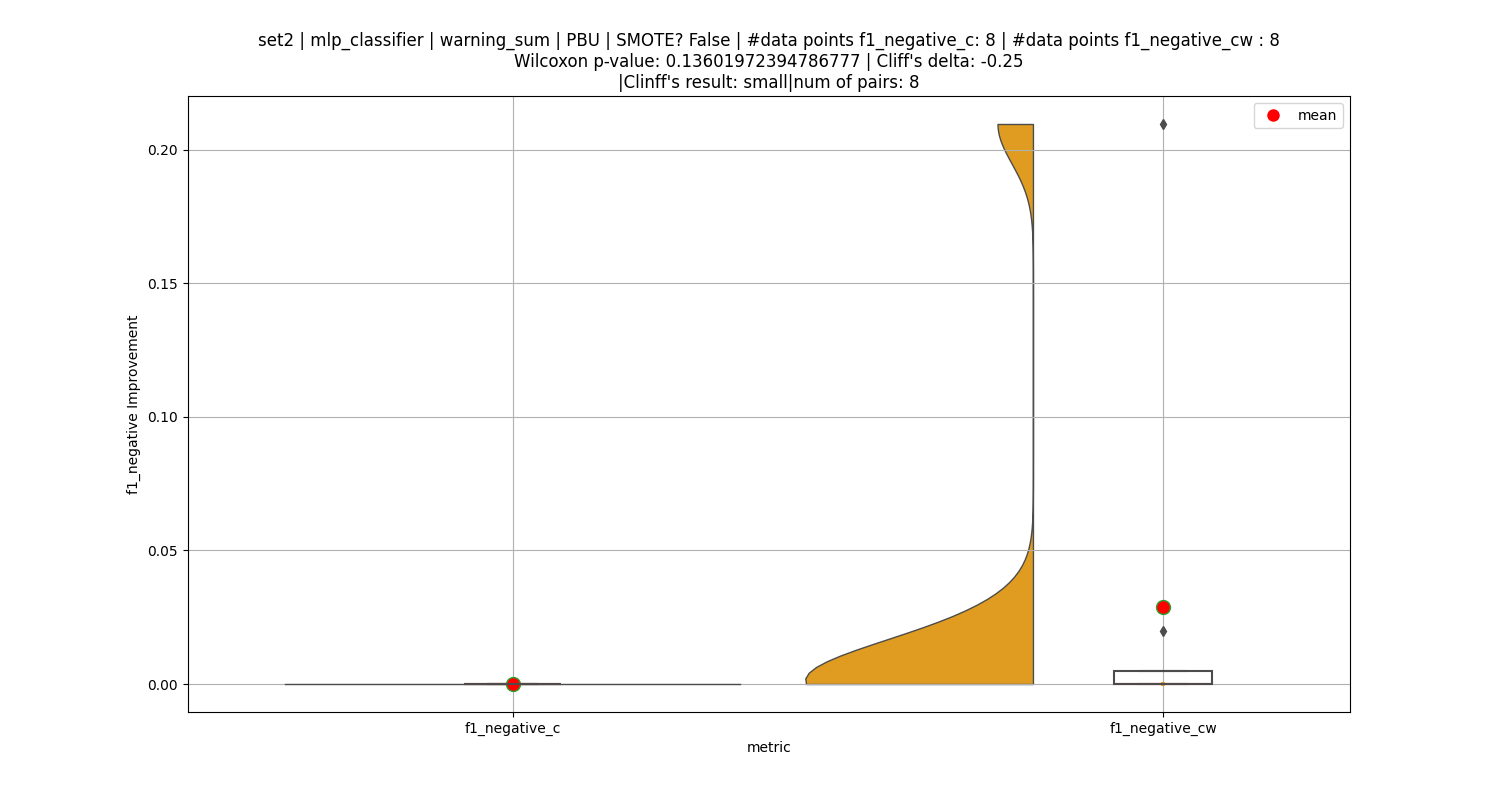 set2 | mlp_classifier | warning_sum | PBU | SMOTE? False | #data points f1_negative_c: 8 | #data points f1_negative_cw : 8
Wilcoxon p-value: 0.13601972394786777 | Cliff's delta: -0.25
|Clinff's result: small|num of pairs: 8
mean
0.20
0.15
0.10
0.05
0.00
f1_negative Improvement
f1_negative_c
f1_negative_cw
metric